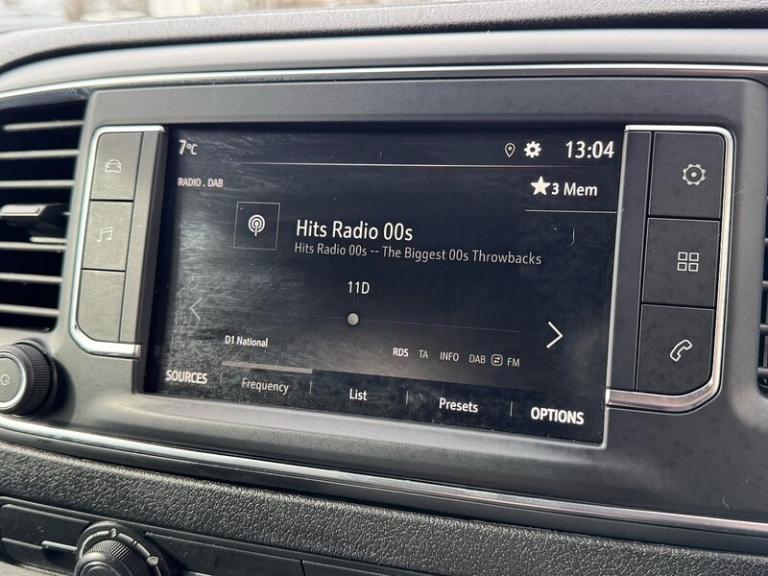 7°C 13:04
RADIO . DAB
3 Mem
Hits Radio 00s
Hits Radio 00s -- The Biggest 00s Throwbacks
11D
D1 National
RDS TA INFO DAB FM
SOURCES Frequency List Presets OPTIONS